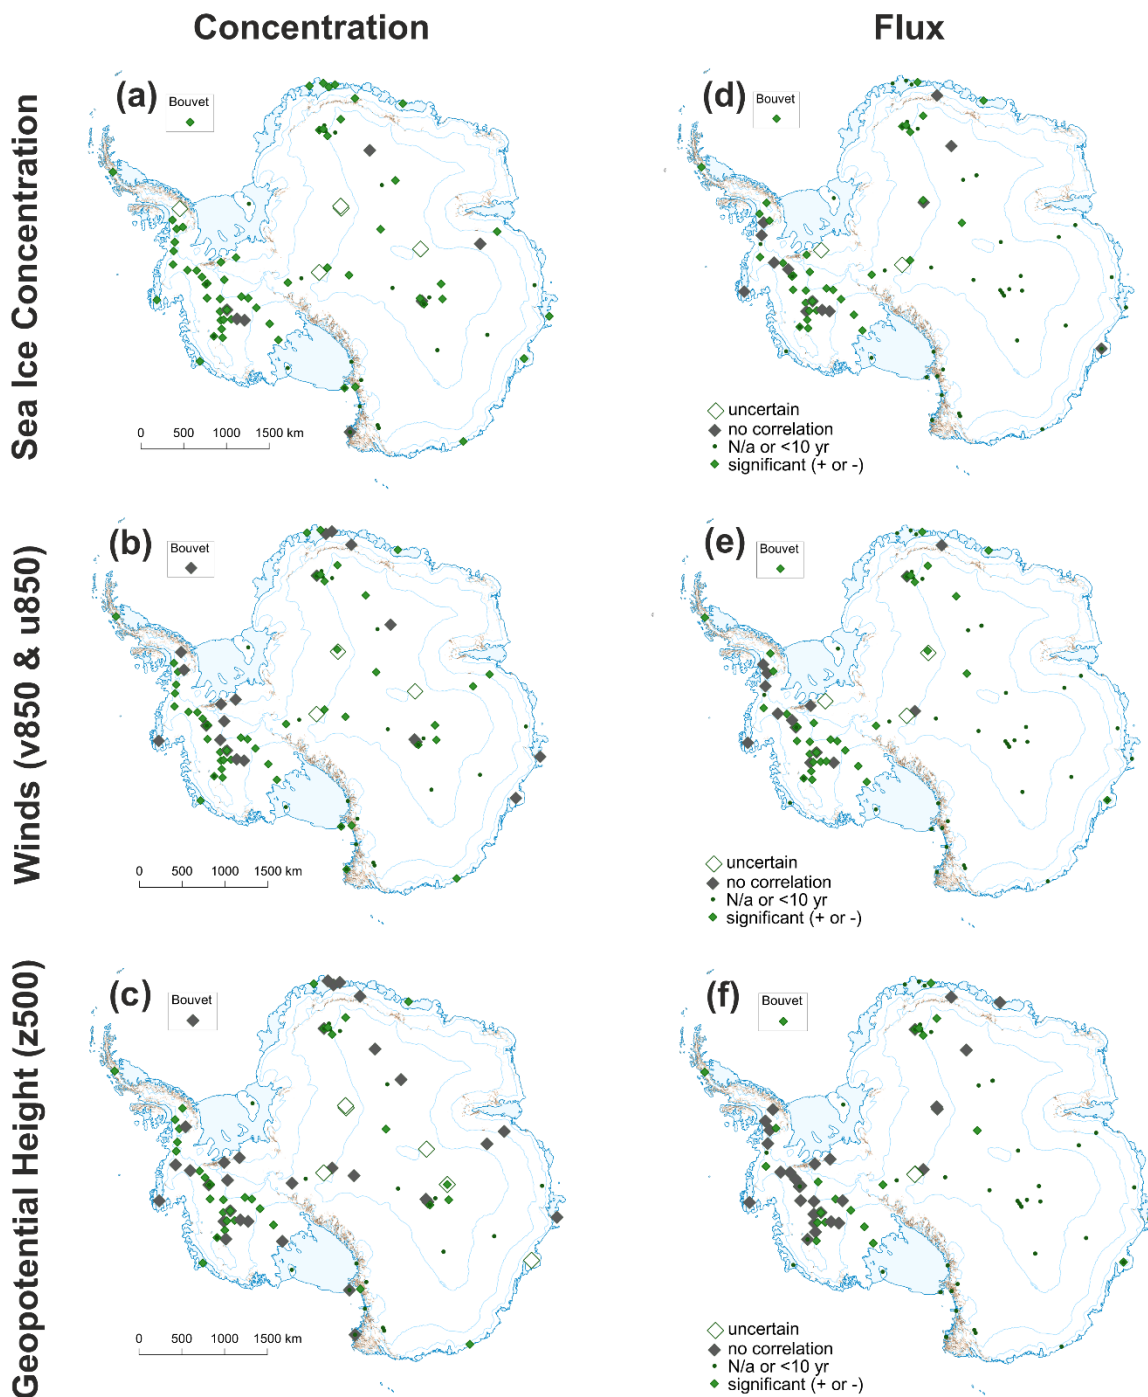 Concentration
Flux
Sea Ice Concentration
(a)
Bouvet
0 500 1000 1500 km
(d)
Bouvet
uncertain
no correlation
N/a or <10 yr
significant (+ or -)
Winds (v850 & u850)
(b)
Bouvet
0 500 1000 1500 km
(e)
Bouvet
uncertain
no correlation
N/a or <10 yr
significant (+ or -)
Geopotential Height (z500)
(c)
Bouvet
0 500 1000 1500 km
(f)
Bouvet
uncertain
no correlation
N/a or <10 yr
significant (+ or -)